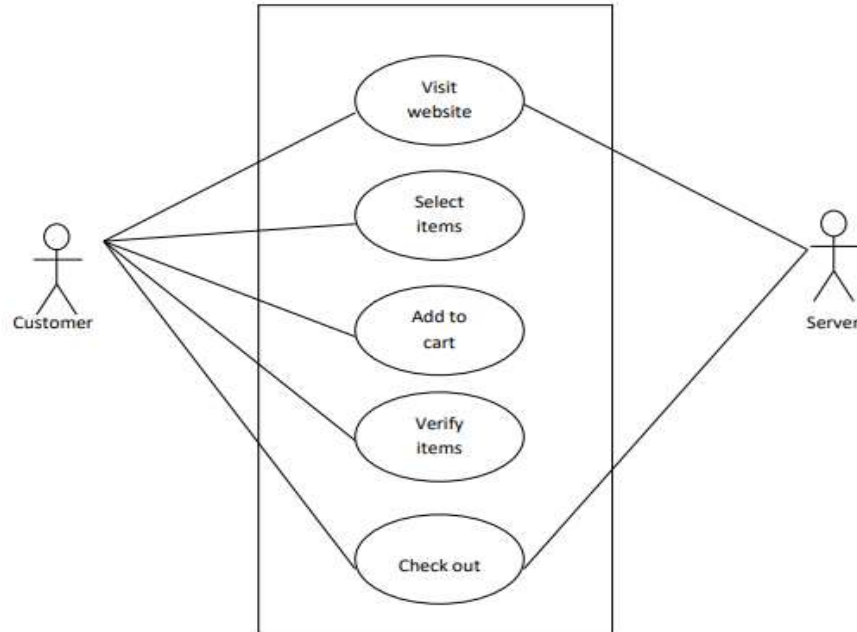 Visit
website
Select
items
Customer
Server
Add to
cart
Verify
items
Check out